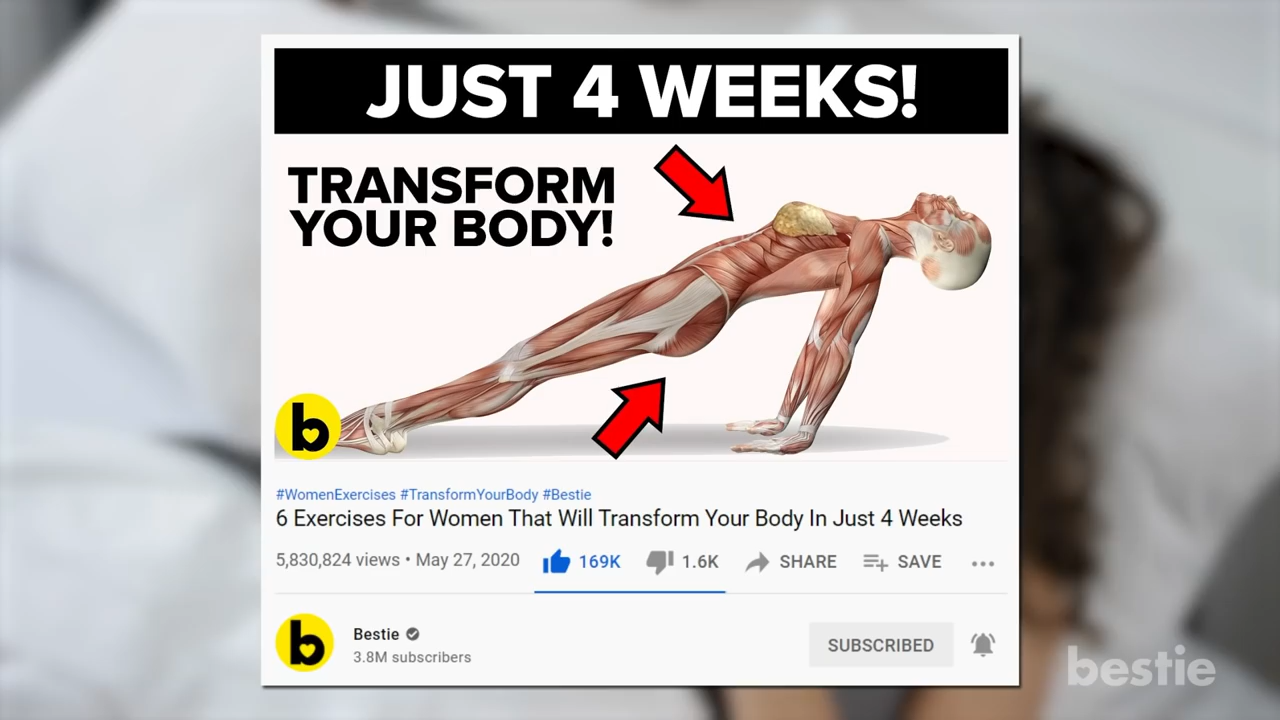 JUST 4 WEEKS!
TRANSFORM
YOUR BODY!
b
#WomenExercises #TransformYourBody #Bestie
6 Exercises For Women That Will Transform Your Body In Just 4 Weeks
5,830,824 views • May 27, 2020 169K 1.6K SHARE SAVE
b
Bestie
3.8M subscribers
SUBSCRIBED
bestie